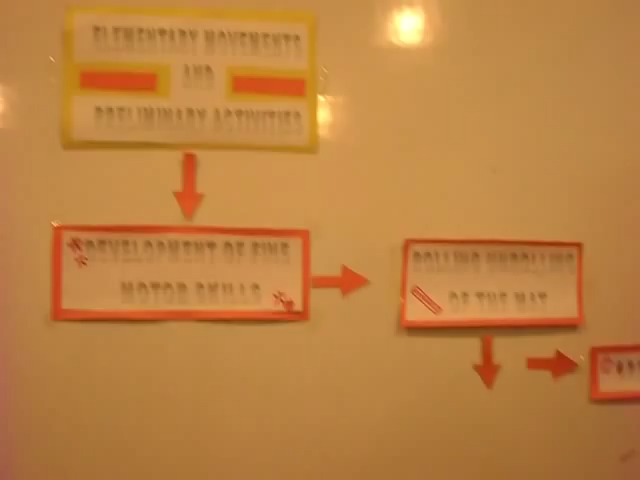 ELEMENTARY MOVEMENTS
AND
PRELIMINARY ACTIVITIES
DEVELOPMENT OF FINE
MOTOR SKILLS
ROLLING UNROLLING
OF THE MAT